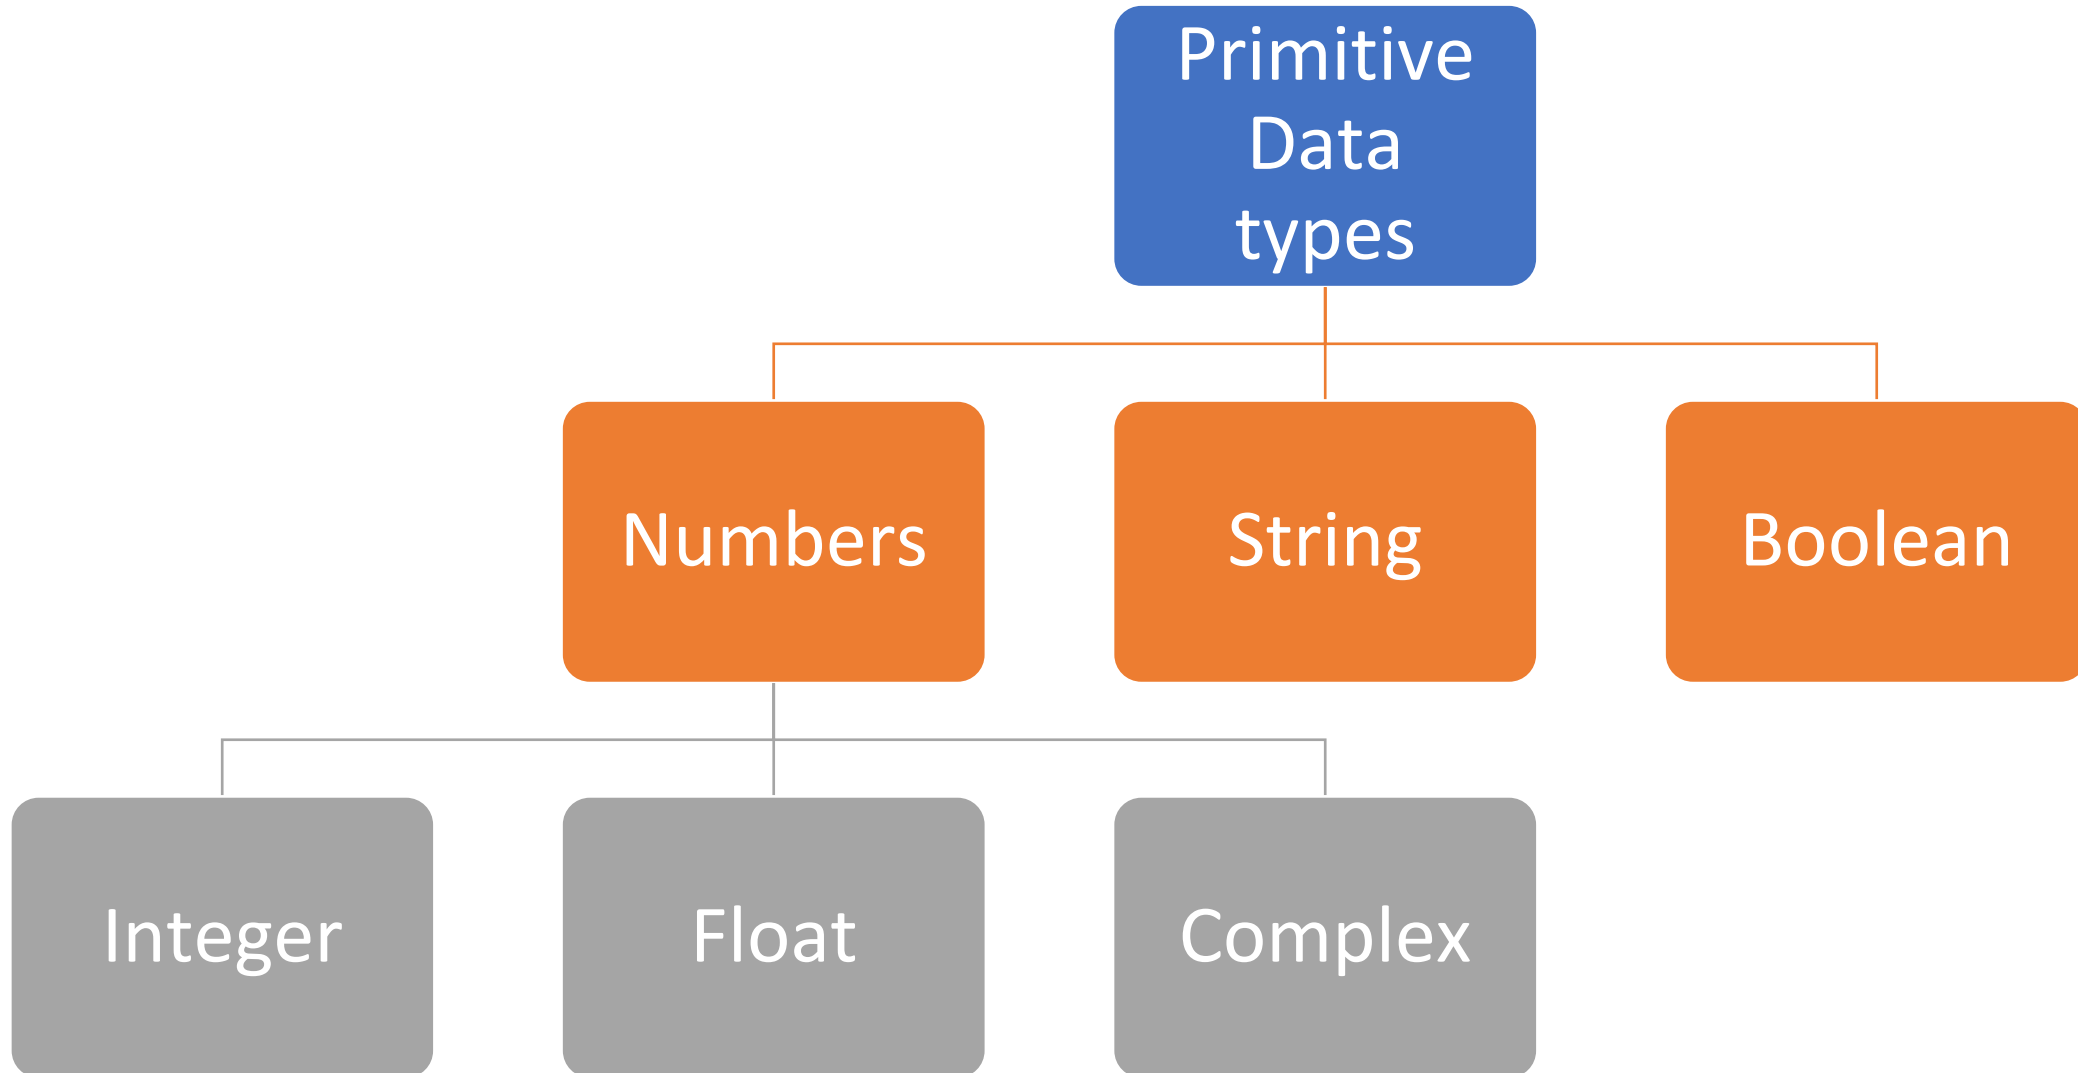 Primitive
Data
types
Numbers
String
Boolean
Integer
Float
Complex